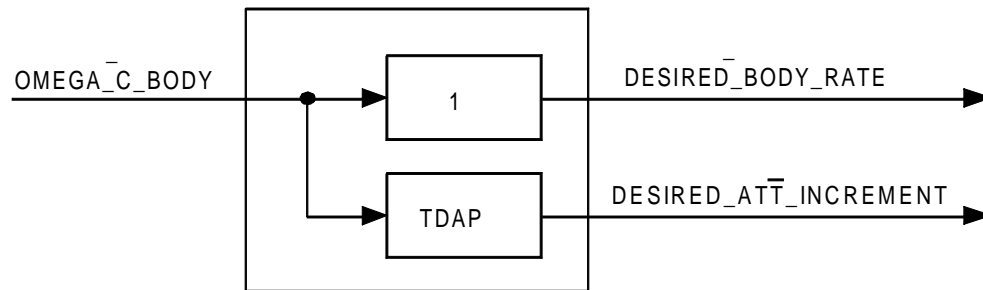 OMEGA_C_BODY
1
DESIRED_BODY_RATE
TDAP
DESIRED_ATT_INCREMENT